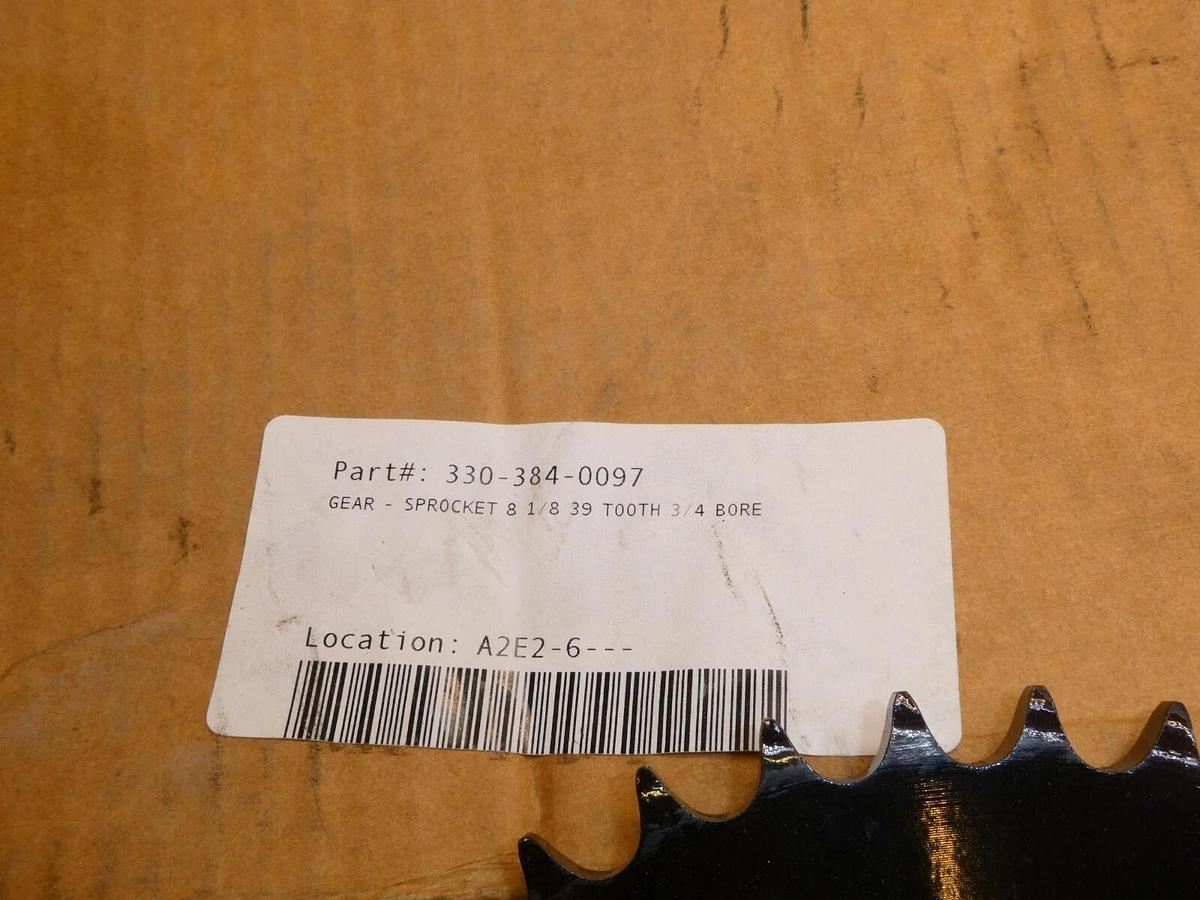 Part#: 330-384-0097
GEAR - SPROCKET 8 1/8 39 TOOTH 3/4 BORE
Location: A2E2-6---